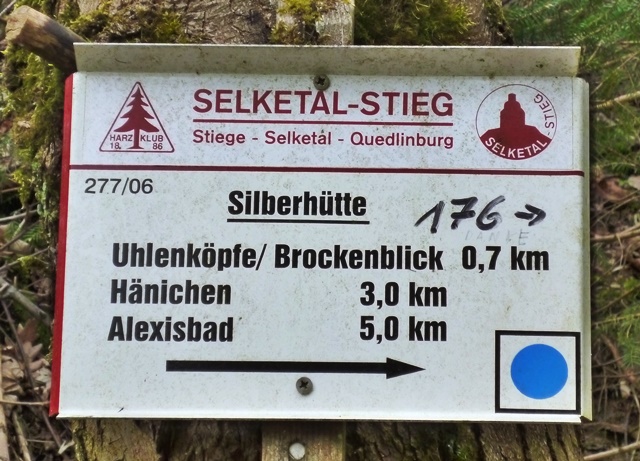 SELKETAL-STIEG
Stiege - Selketal - Quedlinburg
HARZ KLUB
18 86
SELKETAL-STIEG
277/06
Silberhütte
176 →
Uhlenköpfe/ Brockenblick 0,7 km
Hänichen 3,0 km
Alexisbad 5,0 km